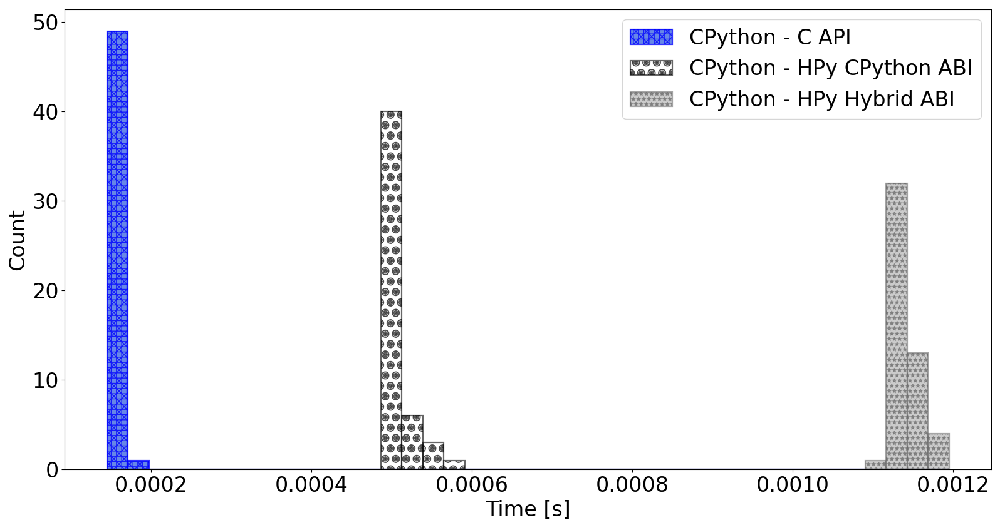 CPython - C API
CPython - HPy CPython ABI
CPython - HPy Hybrid ABI
50
40
30
20
10
0
Count
0.0002 0.0004 0.0006 0.0008 0.0010 0.0012
Time [s]